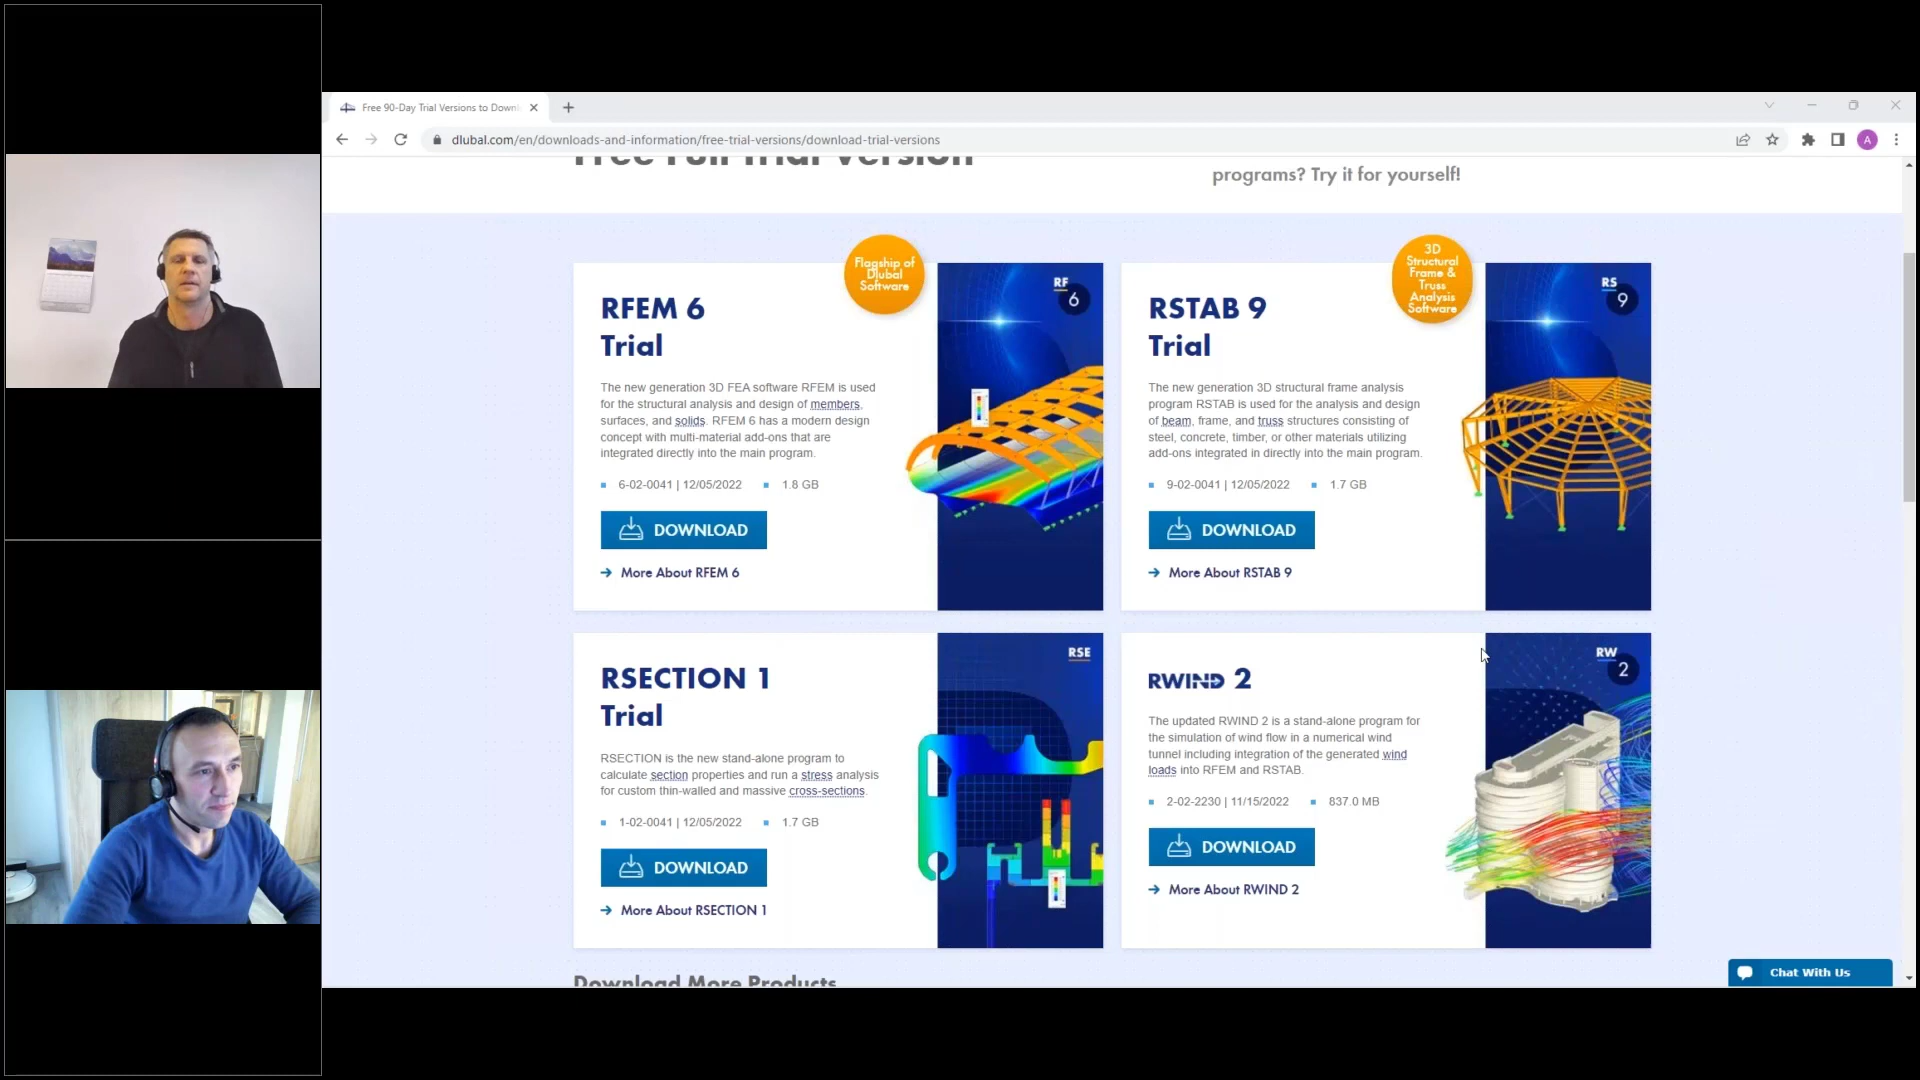 Free 90-Day Trial Versions to Downl
dlubal.com/en/downloads-and-information/free-trial-versions/download-trial-versions
A
Free Full Trial Version
programs? Try it for yourself!
Flagship of
Dlubal
Software
RFEM 6
Trial
The new generation 3D FEA software RFEM is used
for the structural analysis and design of members,
surfaces, and solids. RFEM 6 has a modern design
concept with multi-material add-ons that are
integrated directly into the main program.
6-02-0041 | 12/05/2022
1.8 GB
DOWNLOAD
More About RFEM 6
RF
6
3D
Structural
Frame &
Truss
Analysis
Software
RSTAB 9
Trial
The new generation 3D structural frame analysis
program RSTAB is used for the analysis and design
of beam, frame, and truss structures consisting of
steel, concrete, timber, or other materials utilizing
add-ons integrated in directly into the main program.
9-02-0041 | 12/05/2022
1.7 GB
DOWNLOAD
More About RSTAB 9
RS
9
RSECTION 1
Trial
RSECTION is the new stand-alone program to
calculate section properties and run a stress analysis
for custom thin-walled and massive cross-sections.
1-02-0041 | 12/05/2022
1.7 GB
DOWNLOAD
More About RSECTION 1
RSE
RWIND 2
The updated RWIND 2 is a stand-alone program for
the simulation of wind flow in a numerical wind
tunnel including integration of the generated wind
loads into RFEM and RSTAB.
2-02-2230 | 11/15/2022
837.0 MB
DOWNLOAD
More About RWIND 2
RW
2
Download More Products
Chat With Us